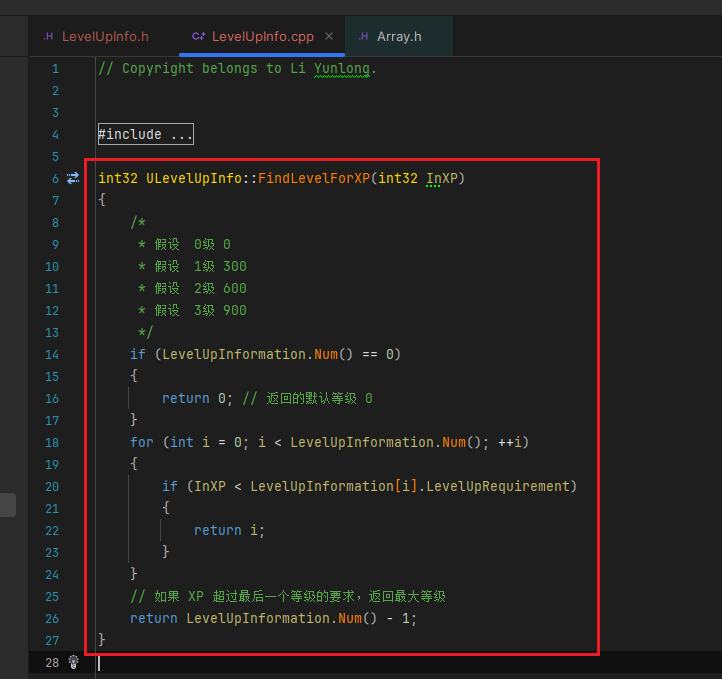 .H LevelUpInfo.h C++ LevelUpInfo.cpp × .H Array.h
1 // Copyright belongs to Li Yunlong.
2
3
4 #include ...
5
6 int32 ULevelUpInfo::FindLevelForXP(int32 InXP)
7 {
8 /*
9 * 假设 0级 0
10 * 假设 1级 300
11 * 假设 2级 600
12 * 假设 3级 900
13 */
14 if (LevelUpInformation.Num() == 0)
15 {
16 return 0; // 返回的默认等级 0
17 }
18 for (int i = 0; i < LevelUpInformation.Num(); ++i)
19 {
20 if (InXP < LevelUpInformation[i].LevelUpRequirement)
21 {
22 return i;
23 }
24 }
25 // 如果 XP 超过最后一个等级的要求，返回最大等级
26 return LevelUpInformation.Num() - 1;
27 }
28